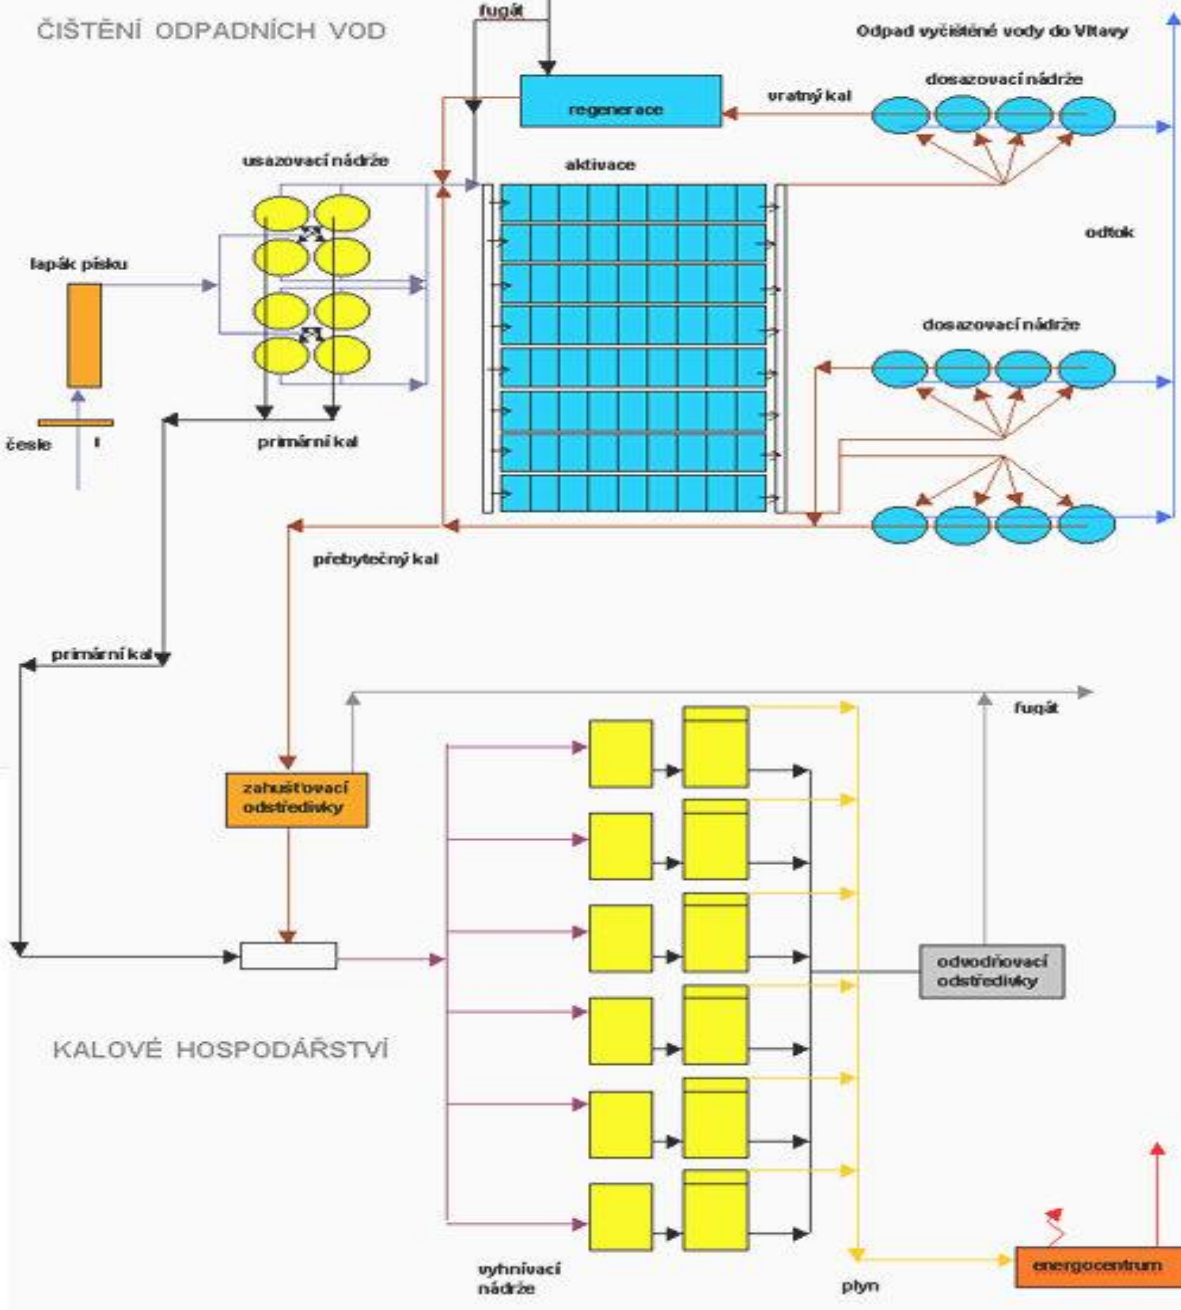 ČIŠTĚNÍ ODPADNÍCH VOD
fugát
Odpad vyčištěné vody do Vltavy
dosazovací nádrže
vratný kal
regenerace
usazovací nádrže
aktivace
odtok
lapák písku
dosazovací nádrže
česle
primární kal
přebytečný kal
primární kal
fugát
zahušťovací
odstředivky
odvodňovací
odstředivky
KALOVÉ HOSPODÁŘSTVÍ
energocentrum
vyhnívací
nádrže
plyn